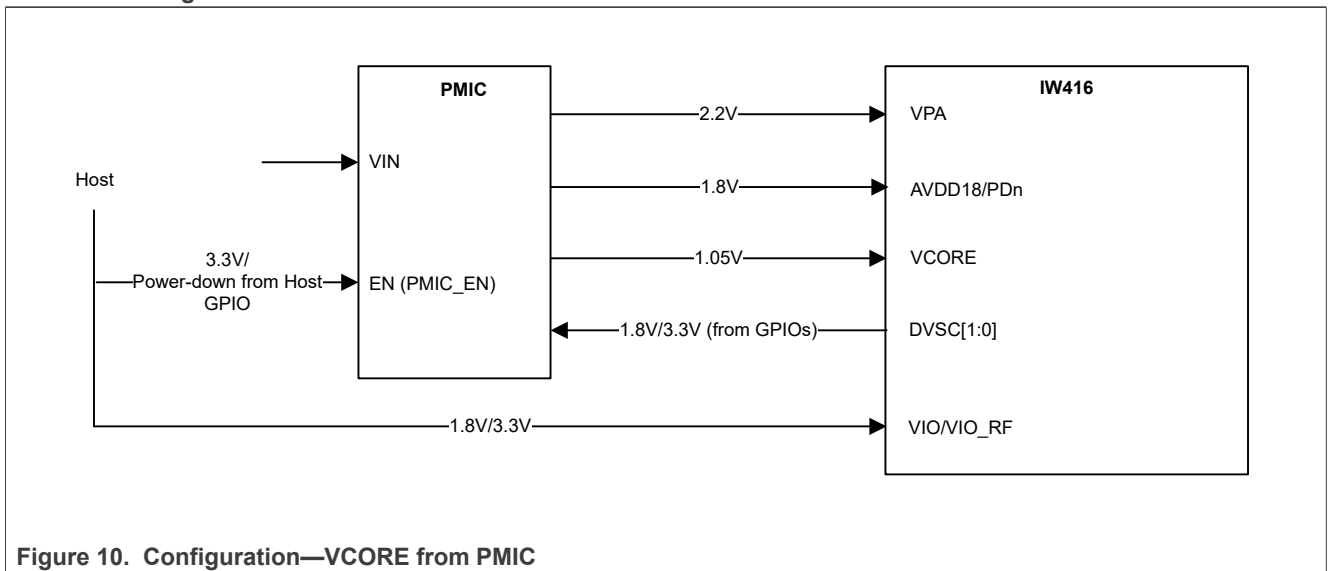 PMIC
IW416
2.2V
VPA
VIN
Host
1.8V
AVDD18/PDn
3.3V/
Power-down from Host
GPIO
EN (PMIC_EN)
1.05V
VCORE
1.8V/3.3V (from GPIOs)
DVSC[1:0]
1.8V/3.3V
VIO/VIO_RF
Figure 10. Configuration—VCORE from PMIC